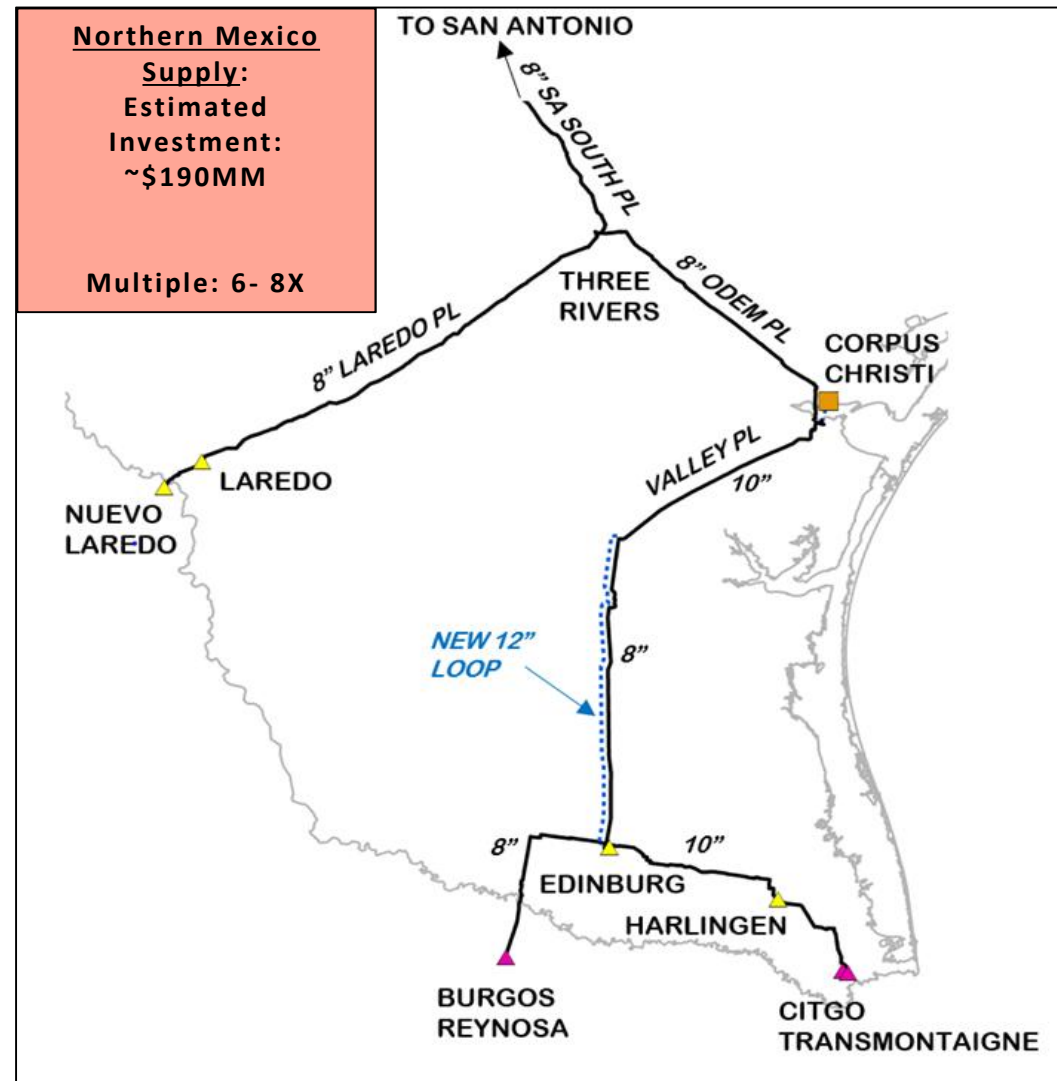 Northern Mexico
Supply:
Estimated
Investment:
~$190MM
Multiple: 6- 8X
TO SAN ANTONIO
8” SA SOUTH PL
THREE
RIVERS
8” ODEM PL
8” LAREDO PL
CORPUS
CHRISTI
LAREDO
NUEVO
LAREDO
VALLEY PL
10”
NEW 12”
LOOP
8”
8”
10”
EDINBURG
HARLINGEN
BURGOS
REYNOSA
CITGO
TRANSMONTAIGNE